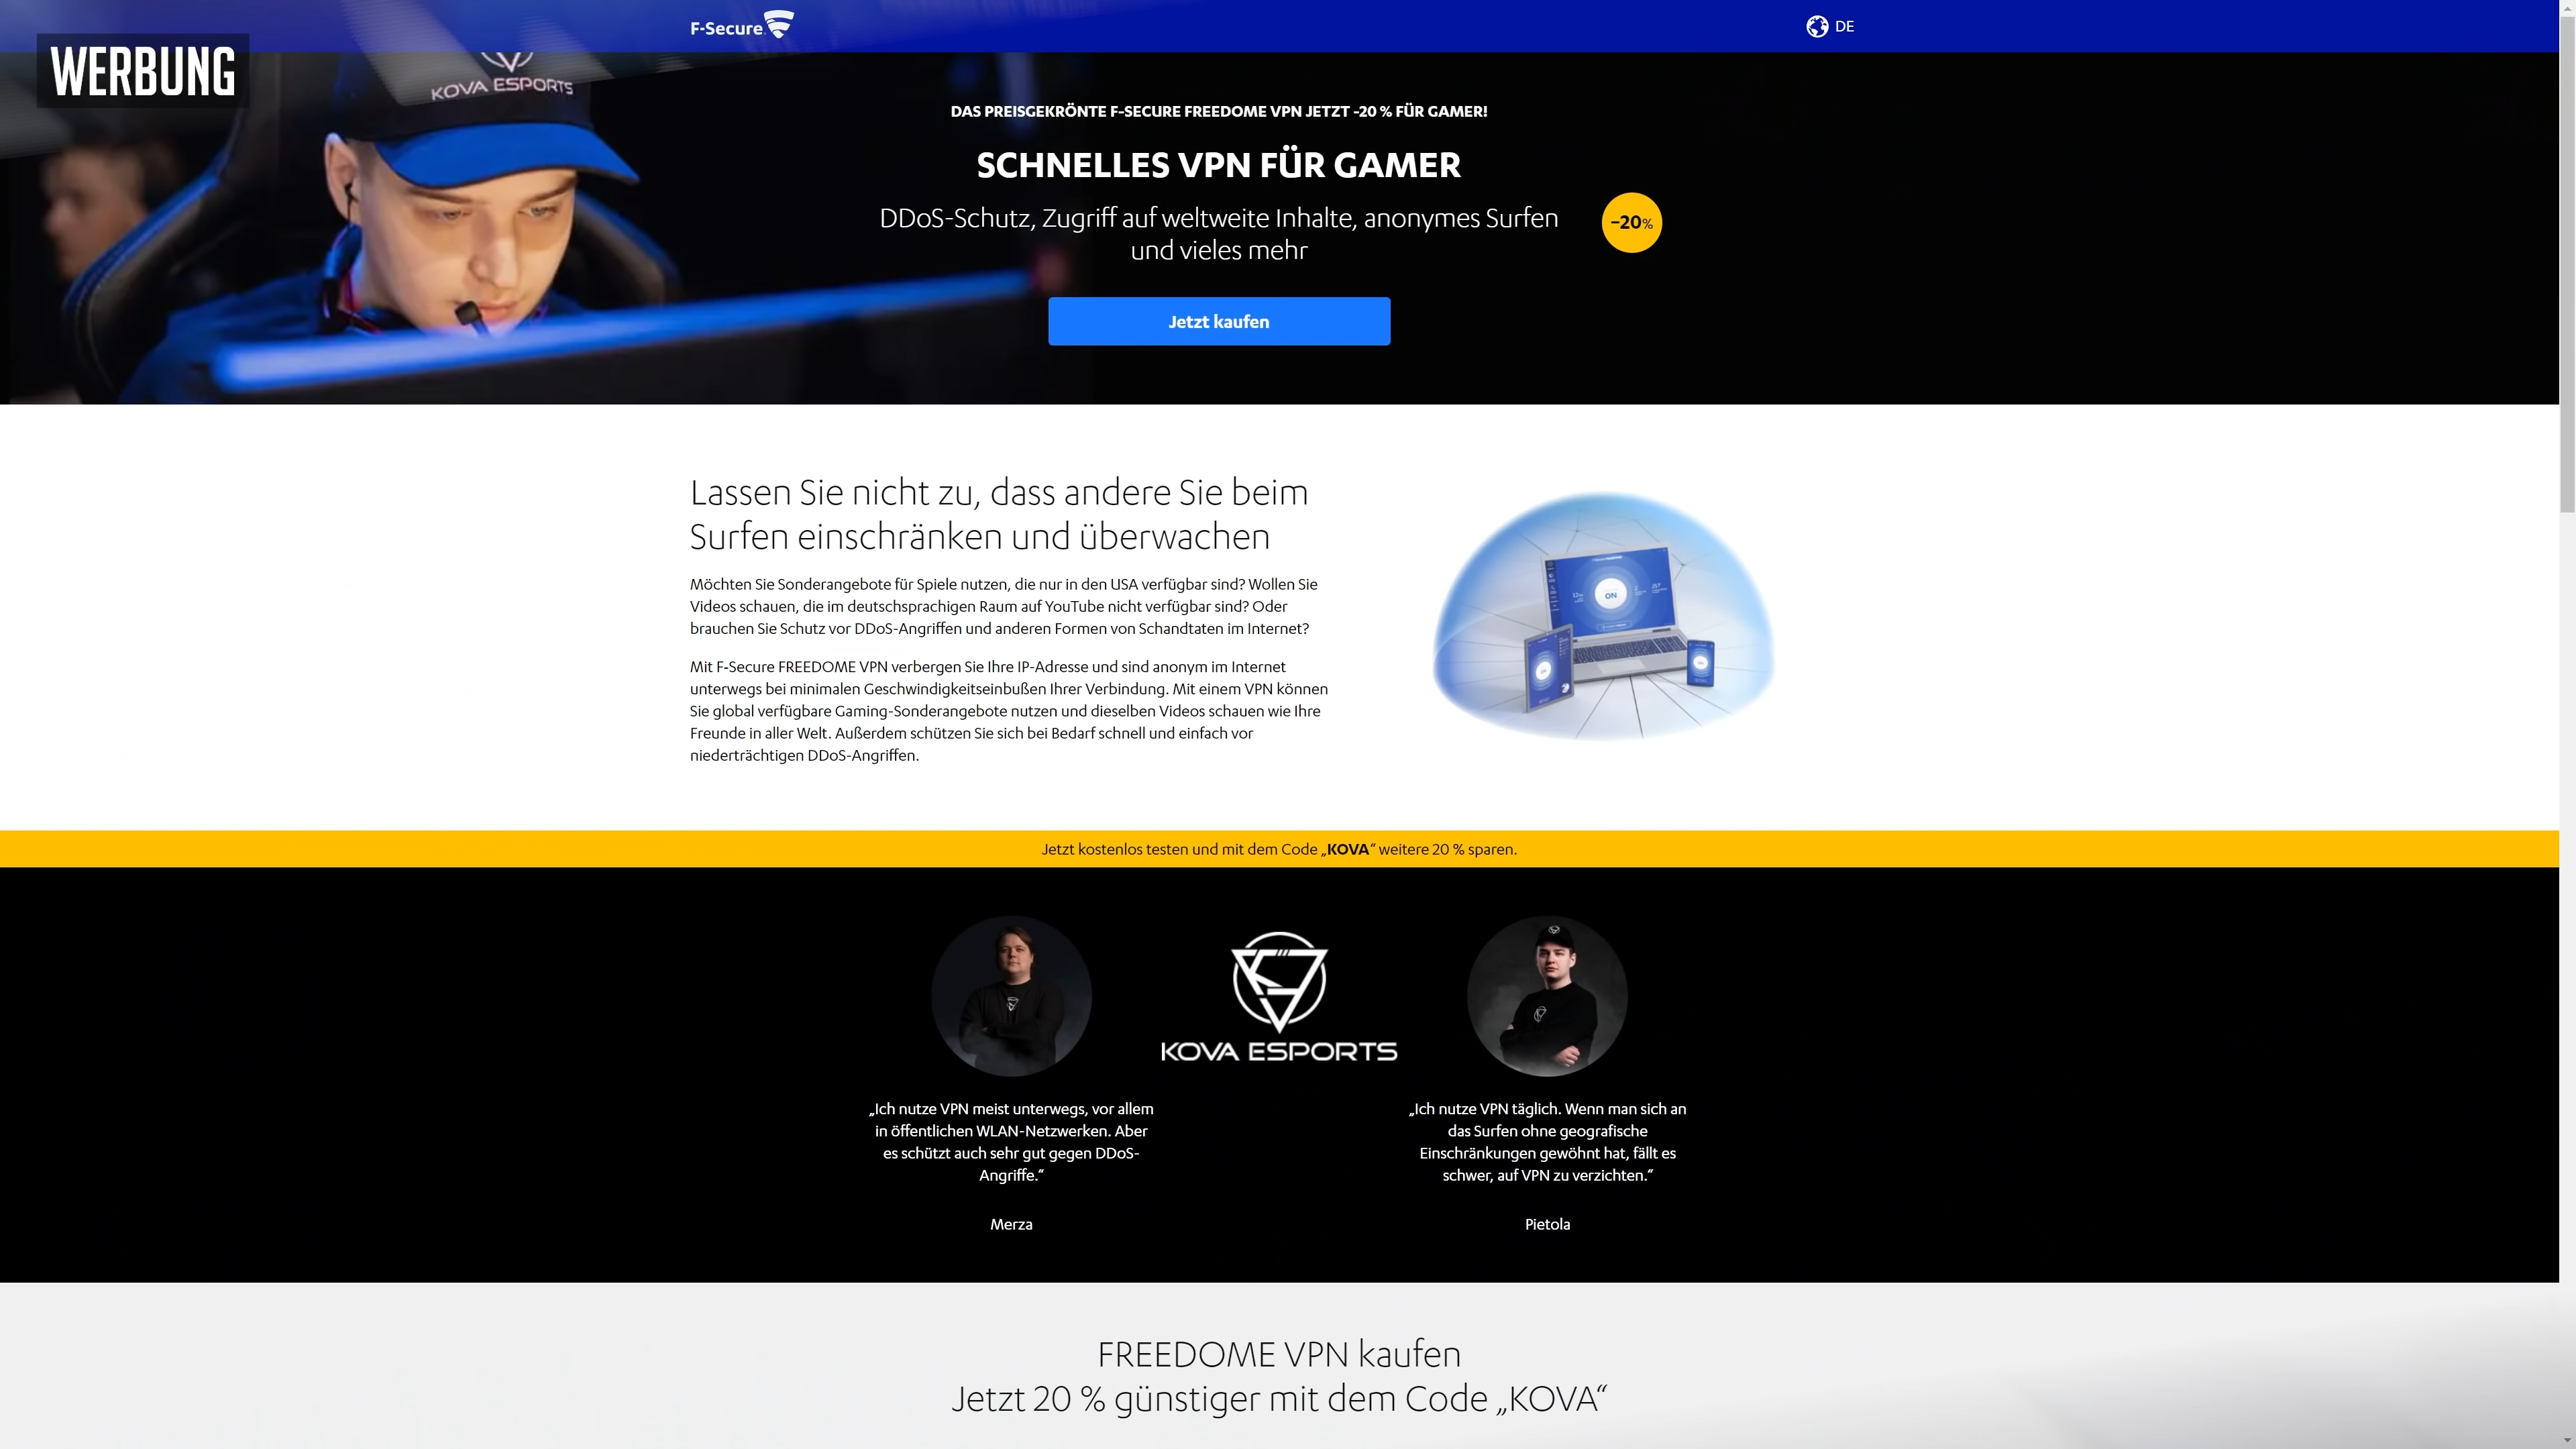 F-Secure
DE
WERBUNG
KOVA ESPORTS
DAS PREISGEKRÖNTE F-SECURE FREEDOME VPN JETZT -20 % FÜR GAMER!
SCHNELLES VPN FÜR GAMER
DDoS-Schutz, Zugriff auf weltweite Inhalte, anonymes Surfen
und vieles mehr
-20%
Jetzt kaufen
Lassen Sie nicht zu, dass andere Sie beim
Surfen einschränken und überwachen
Möchten Sie Sonderangebote für Spiele nutzen, die nur in den USA verfügbar sind? Wollen Sie
Videos schauen, die im deutschsprachigen Raum auf YouTube nicht verfügbar sind? Oder
brauchen Sie Schutz vor DDoS-Angriffen und anderen Formen von Schandtaten im Internet?
Mit F-Secure FREEDOME VPN verbergen Sie Ihre IP-Adresse und sind anonym im Internet
unterwegs bei minimalen Geschwindigkeitseinbußen Ihrer Verbindung. Mit einem VPN können
Sie global verfügbare Gaming-Sonderangebote nutzen und dieselben Videos schauen wie Ihre
Freunde in aller Welt. Außerdem schützen Sie sich bei Bedarf schnell und einfach vor
niederträchtigen DDoS-Angriffen.
ON
Jetzt kostenlos testen und mit dem Code „KOVA“ weitere 20 % sparen.
KOVA ESPORTS
„Ich nutze VPN meist unterwegs, vor allem
in öffentlichen WLAN-Netzwerken. Aber
es schützt auch sehr gut gegen DDoS-
Angriffe.“
Merza
„Ich nutze VPN täglich. Wenn man sich an
das Surfen ohne geografische
Einschränkungen gewöhnt hat, fällt es
schwer, auf VPN zu verzichten.“
Pietola
FREEDOME VPN kaufen
Jetzt 20 % günstiger mit dem Code „KOVA“